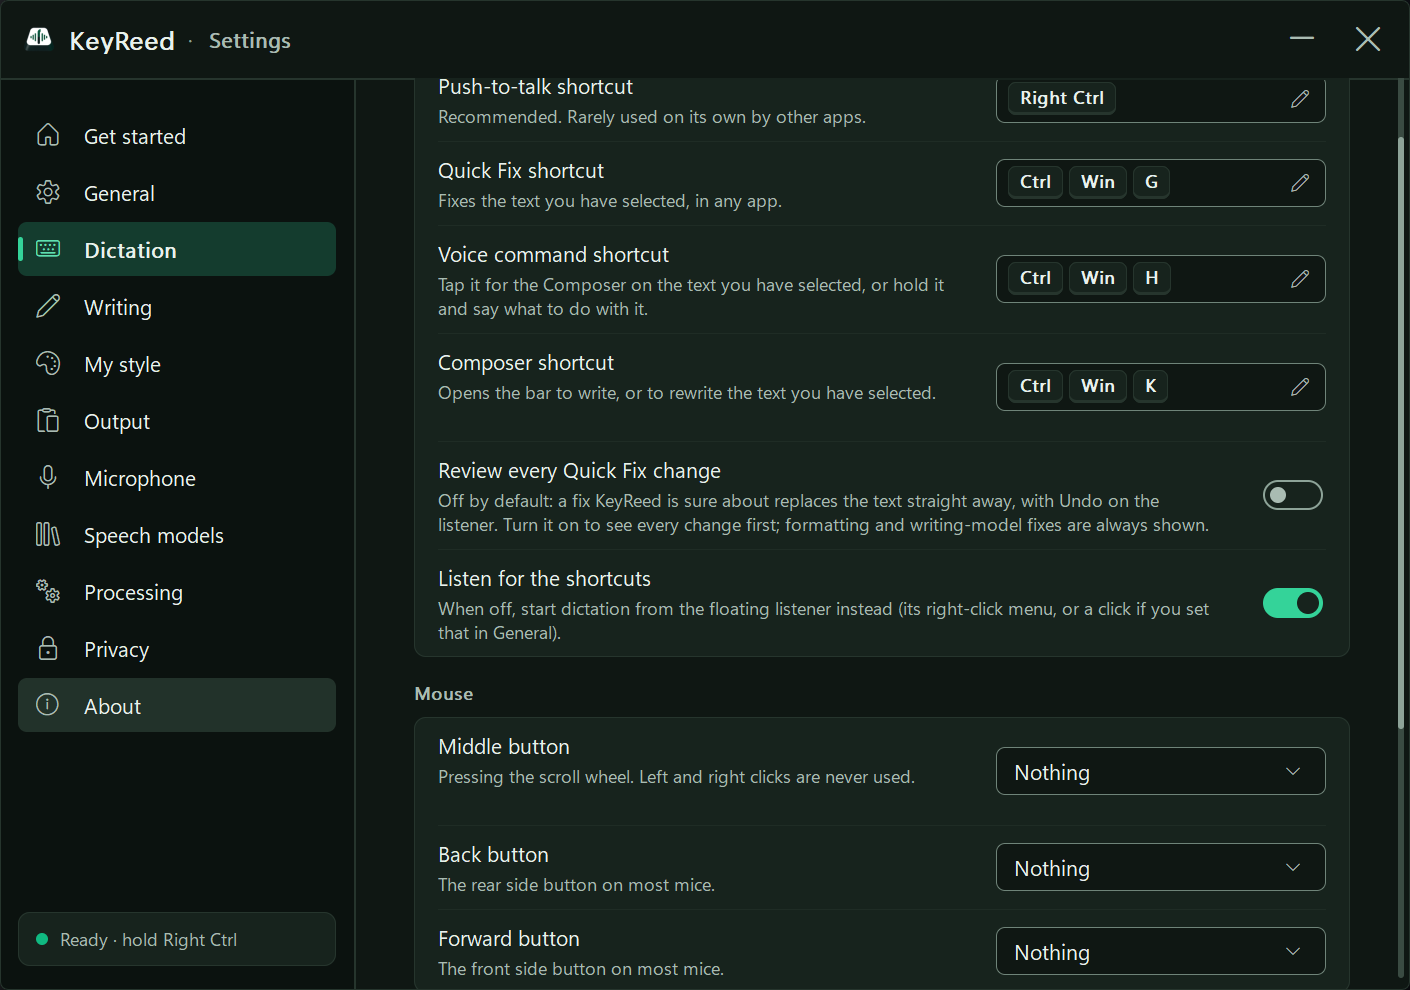 KeyReed · Settings
Get started
General
Dictation
Writing
My style
Output
Microphone
Speech models
Processing
Privacy
About
Ready · hold Right Ctrl
Push-to-talk shortcut
Recommended. Rarely used on its own by other apps.
Right Ctrl
Quick Fix shortcut
Fixes the text you have selected, in any app.
Ctrl Win G
Voice command shortcut
Tap it for the Composer on the text you have selected, or hold it
and say what to do with it.
Ctrl Win H
Composer shortcut
Opens the bar to write, or to rewrite the text you have selected.
Ctrl Win K
Review every Quick Fix change
Off by default: a fix KeyReed is sure about replaces the text straight away, with Undo on the
listener. Turn it on to see every change first; formatting and writing-model fixes are always shown.
Listen for the shortcuts
When off, start dictation from the floating listener instead (its right-click menu, or a click if you set
that in General).
Mouse
Middle button
Pressing the scroll wheel. Left and right clicks are never used.
Nothing
Back button
The rear side button on most mice.
Nothing
Forward button
The front side button on most mice.
Nothing